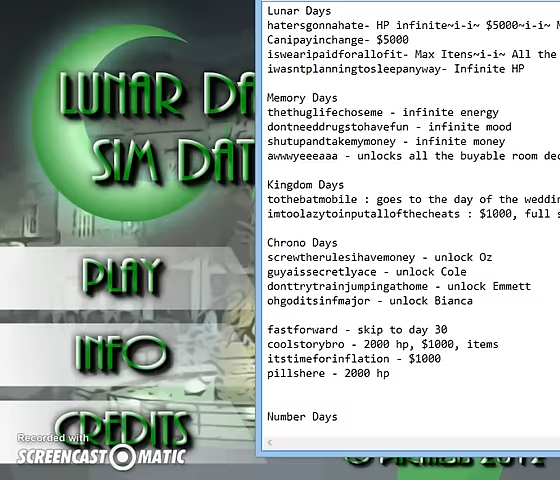 LUNAR DA
SIM DAT
PLAY
INFO
CREDITS
Recorded with
SCREENCAST-O-MATIC
Lunar Days
hatersgonnahate- HP infinite~i-i~ $5000~i-i~ M
Canipayinchange- $5000
iswearipaidforallofit- Max Itens~i-i~ All the
iwasntplanningtosleepanyway- Infinite HP
Memory Days
thethuglifechoseme - infinite energy
dontneeddrugstohavefun - infinite mood
shutupandtakemymoney - infinite money
awwwyeeeaaa - unlocks all the buyable room dec
Kingdom Days
tothebatmobile : goes to the day of the weddin
imtoolazytoinputallofthecheats : $1000, full s
Chrono Days
screwtherulesihavemoney - unlock Oz
guyaissecretlyace - unlock Cole
donttrytrainjumpingathome - unlock Emmett
ohgoditsinfmajor - unlock Bianca
fastforward - skip to day 30
coolstorybro - 2000 hp, $1000, items
itstimeforinflation - $1000
pillshere - 2000 hp
Number Days